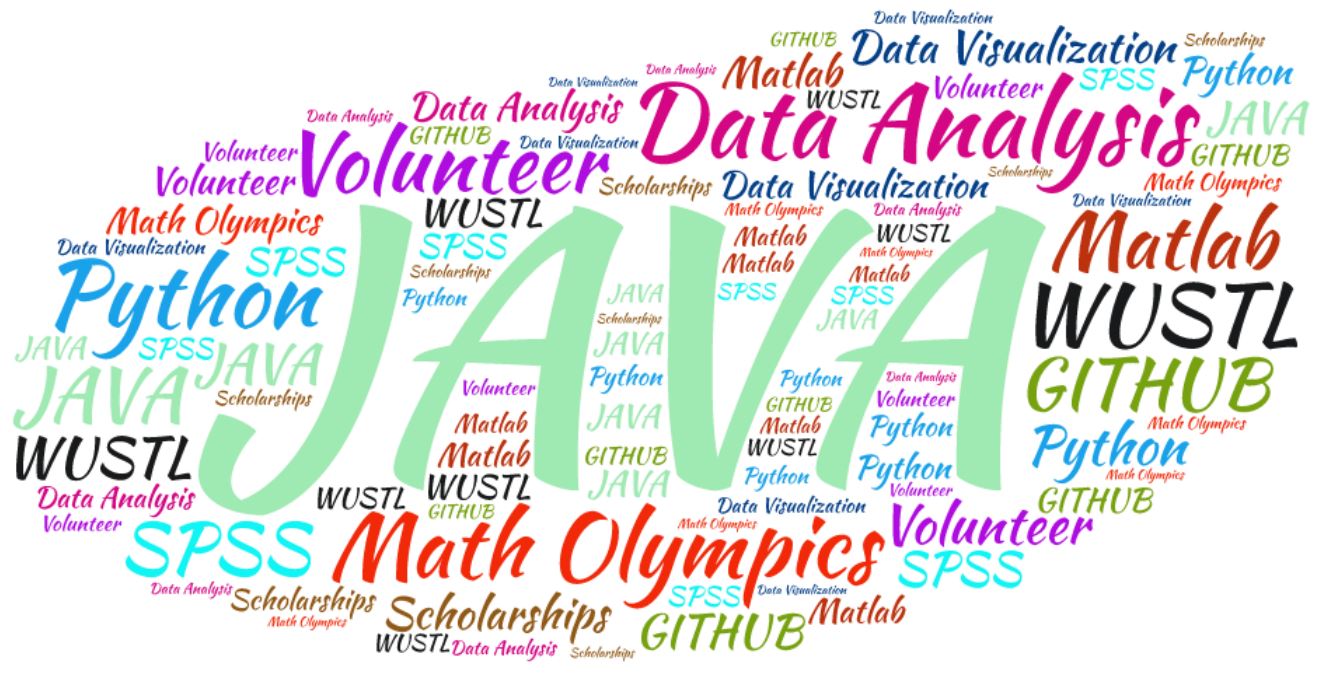 Data Visualization
GITHUB
Data Visualization
Scholarships
Data Analysis
Matlab
Python
Data Visualization
Volunteer
SPSS
WUSTL
Data Analysis
Data Analysis
JAVA
Data Analysis
GITHUB
Data Visualization
GITHUB
Volunteer
Volunteer
Volunteer
Scholarships
Data Visualization
Scholarships
Math Olympics
Math Olympics
WUSTL
Math Olympics
Data Analysis
Data Visualization
Data Visualization
SPSS
SPSS
Matlab
WUSTL
Matlab
Scholarships
Matlab
Math Olympics
Matlab
Python
Python
JAVA
SPSS
SPSS
WUSTL
JAVA
Scholarships
JAVA
JAVA
SPSS
JAVA
JAVA
JAVA
Python
Python
Data Analysis
GITHUB
Volunteer
Volunteer
JAVA
Scholarships
GITHUB
Matlab
JAVA
Matlab
Python
Math Olympics
WUSTL
Matlab
GITHUB
WUSTL
Python
Python
Python
Math Olympics
Data Analysis
WUSTL
WUSTL
JAVA
Volunteer
GITHUB
Volunteer
GITHUB
Data Visualization
Math Olympics
Volunteer
SPSS
Math Olympics
SPSS
Data Analysis
Scholarships
Scholarships
SPSS
Data Visualization
Matlab
Math Olympics
GITHUB
WUSTL
Data Analysis
Scholarships